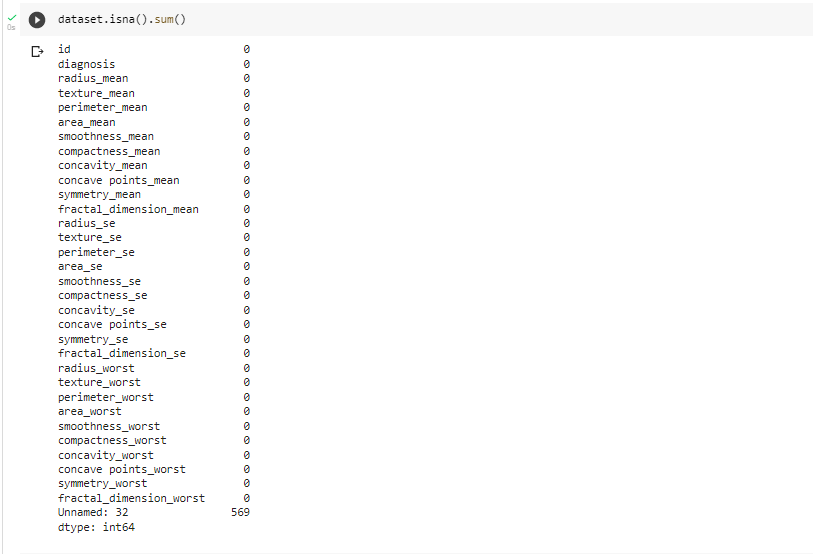 dataset.isna().sum()
0s
id 0
diagnosis 0
radius_mean 0
texture_mean 0
perimeter_mean 0
area_mean 0
smoothness_mean 0
compactness_mean 0
concavity_mean 0
concave points_mean 0
symmetry_mean 0
fractal_dimension_mean 0
radius_se 0
texture_se 0
perimeter_se 0
area_se 0
smoothness_se 0
compactness_se 0
concavity_se 0
concave points_se 0
symmetry_se 0
fractal_dimension_se 0
radius_worst 0
texture_worst 0
perimeter_worst 0
area_worst 0
smoothness_worst 0
compactness_worst 0
concavity_worst 0
concave points_worst 0
symmetry_worst 0
fractal_dimension_worst 0
Unnamed: 32 569
dtype: int64